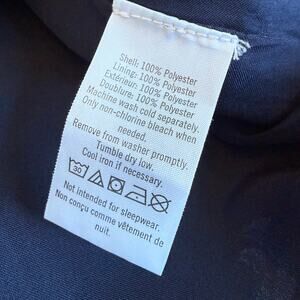 Shell: 100% Polyester
Lining: 100% Polyester
Extérieur: 100% Polyester
Doublure: 100% Polyester
Machine wash cold separately.
Only non-chlorine bleach when
needed.
Remove from washer promptly.
Tumble dry low.
Cool iron if necessary.
30
Not intended for sleepwear.
Non conçu comme vêtement de
nuit.